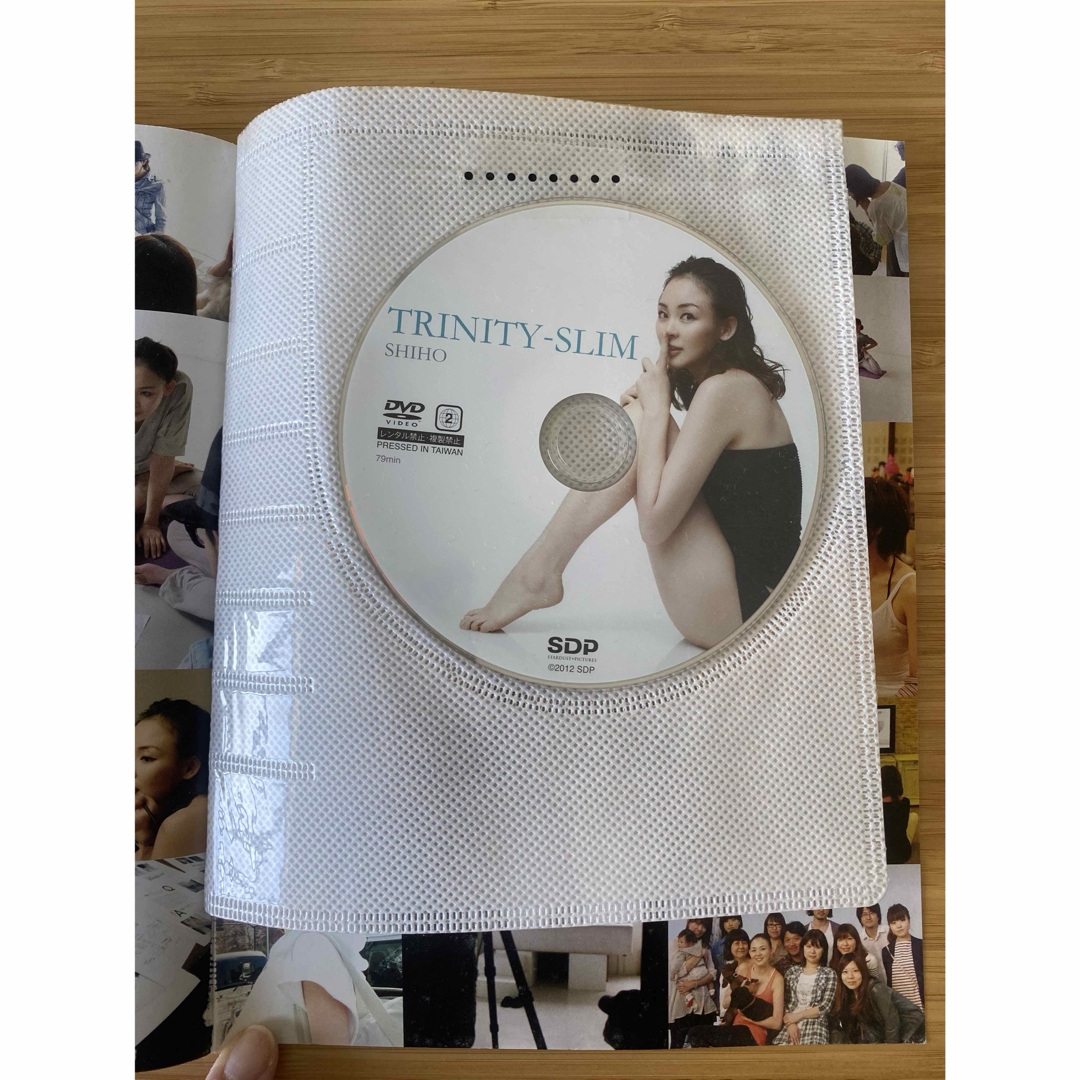 TRINITY-SLIM
SHIHO
DVD
VIDEO
2
レンタル禁止・複製禁止
PRESSED IN TAIWAN
79min
SDP
STARDUST PICTURES
©2012 SDP